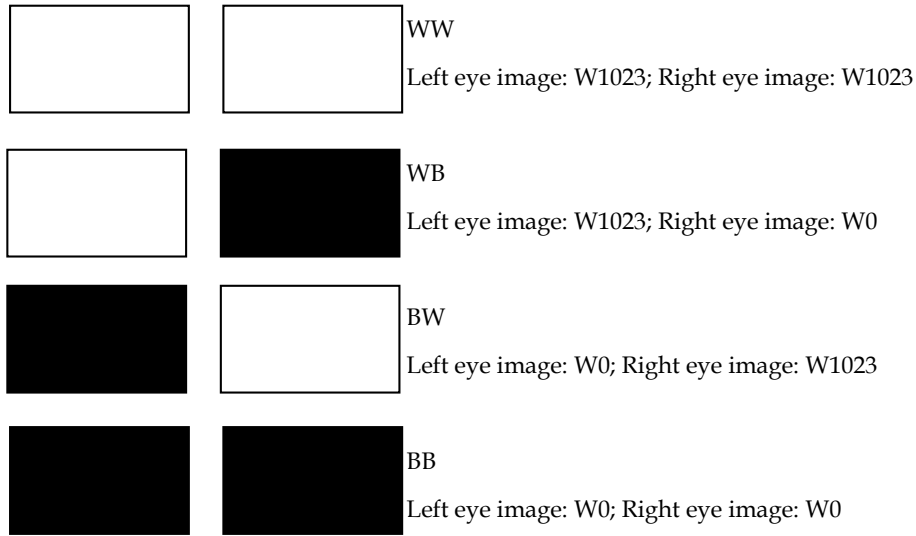 WW
Left eye image: W1023; Right eye image: W1023
WB
Left eye image: W1023; Right eye image: W0
BW
Left eye image: W0; Right eye image: W1023
BB
Left eye image: W0; Right eye image: W0